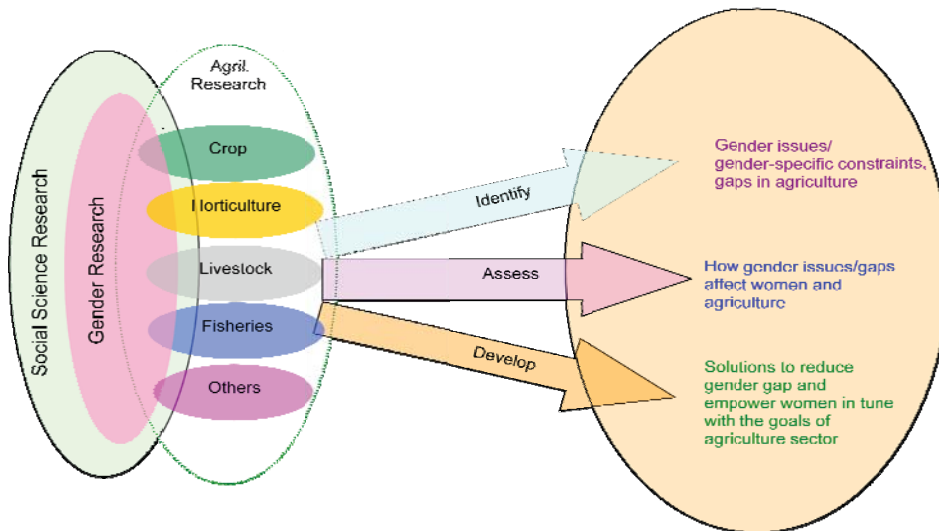 Social Science Research
Gender Research
Agril.
Research
Crop
Horticulture
Livestock
Fisheries
Others
Identify
Assess
Develop
Gender issues/
gender-specific constraints,
gaps in agriculture
How gender issues/gaps
affect women and
agriculture
Solutions to reduce
gender gap and
empower women in tune
with the goals of
agriculture sector